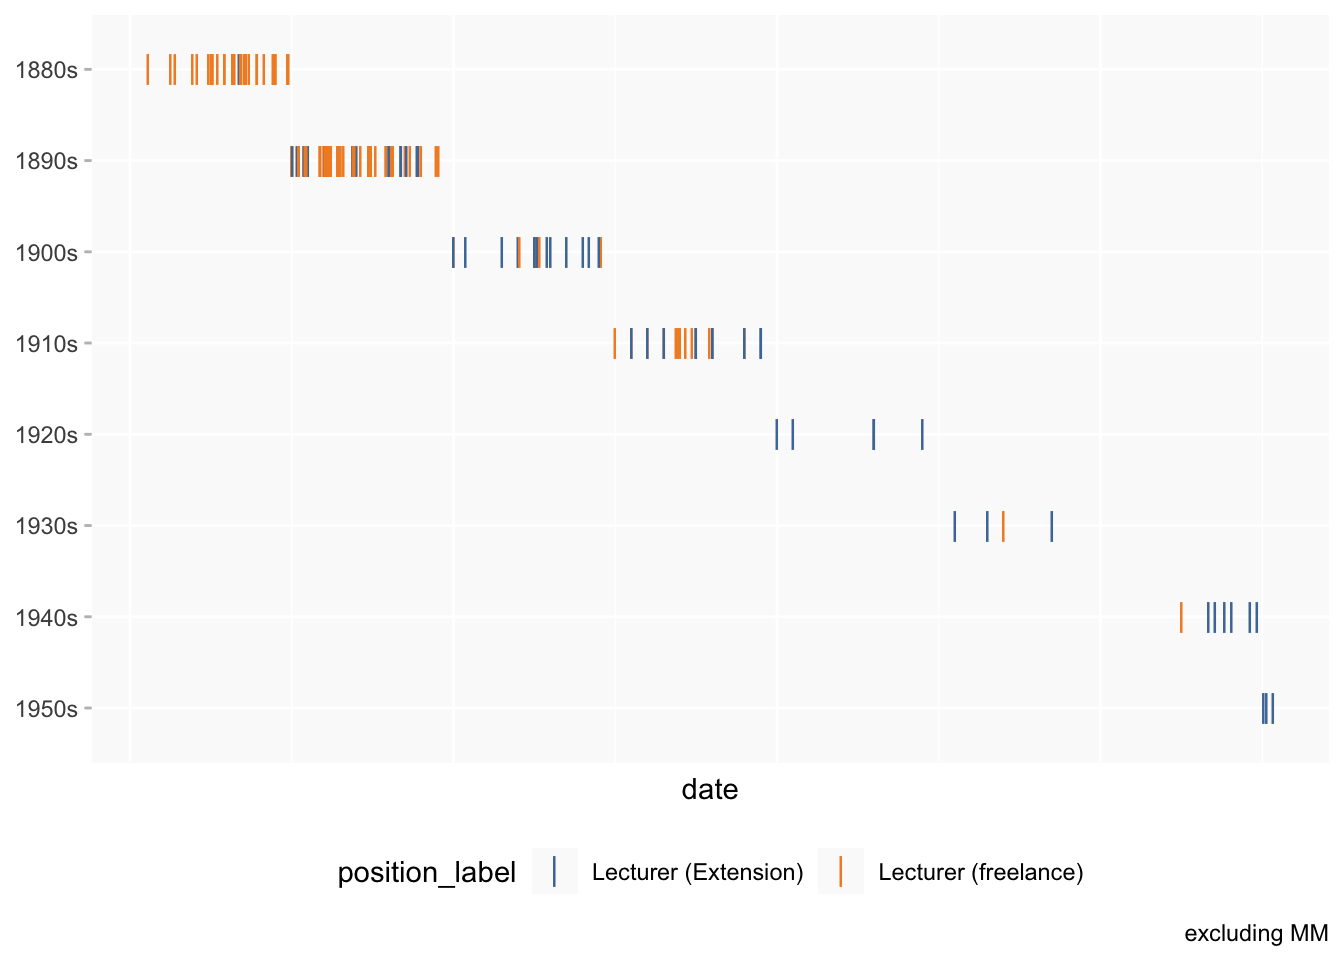 1880s
1890s
1900s
1910s
1920s
1930s
1940s
1950s
date
position_label Lecturer (Extension) Lecturer (freelance)
excluding MM